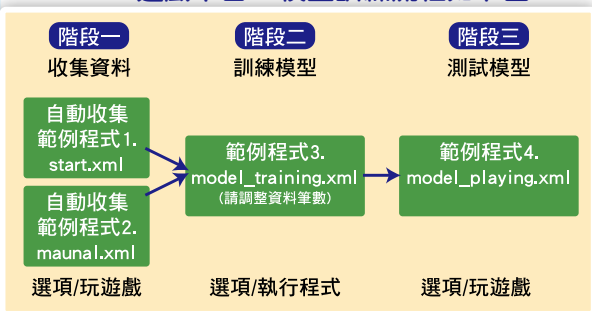 階段一
收集資料
階段二
訓練模型
階段三
測試模型
自動收集
範例程式1.
start.xml
自動收集
範例程式2.
maunal.xml
範例程式3.
model_training.xml
(請調整資料筆數)
範例程式4.
model_playing.xml
選項/玩遊戲
選項/執行程式
選項/玩遊戲